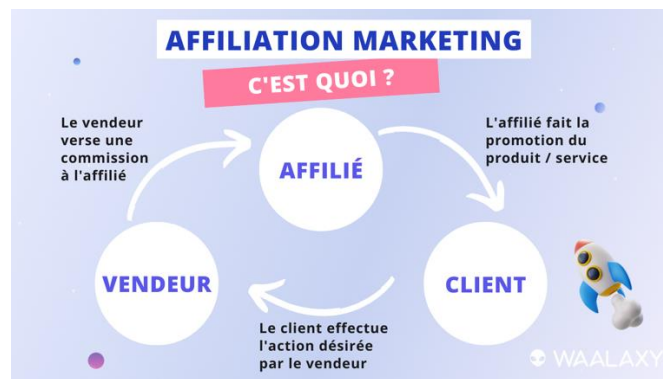 AFFILIATION MARKETING
C'EST QUOI ?
Le vendeur
verse une
commission
à l'affilié
AFFILIÉ
L'affilié fait la
promotion du
produit / service
VENDEUR
CLIENT
Le client effectue
l'action désirée
par le vendeur
WAALAXY